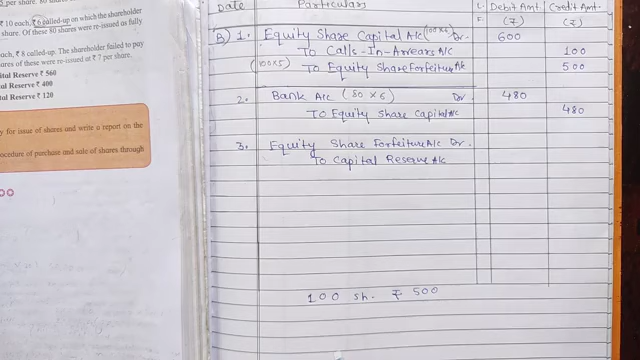 5 per share.
₹ 10 each, ₹ 6 called-up on which the shareholder
share. Of these 80 shares were re-issued as fully
each, ₹ 8 called-up. The shareholder failed to pay
ares of these were re-issued at ₹ 7 per share.
ital Reserve ₹ 560
tal Reserve ₹ 400
tal Reserve ₹ 120
y for issue of shares and write a report on the
ocedure of purchase and sale of shares through
Date Particulars L. Debit Amt. Credit Amt.
F. (₹) (₹)
B) 1. Equity Share Capital A/c (100×6) Dr. 600
To Calls-In-Arrears A/c 100
(100×5) To Equity Share Forfeiture A/c 500
2. Bank A/c (80×6) Dr. 480
To Equity Share Capital A/c 480
3. Equity Share Forfeiture A/c Dr.
To Capital Reserve A/c
100 sh. ₹ 500